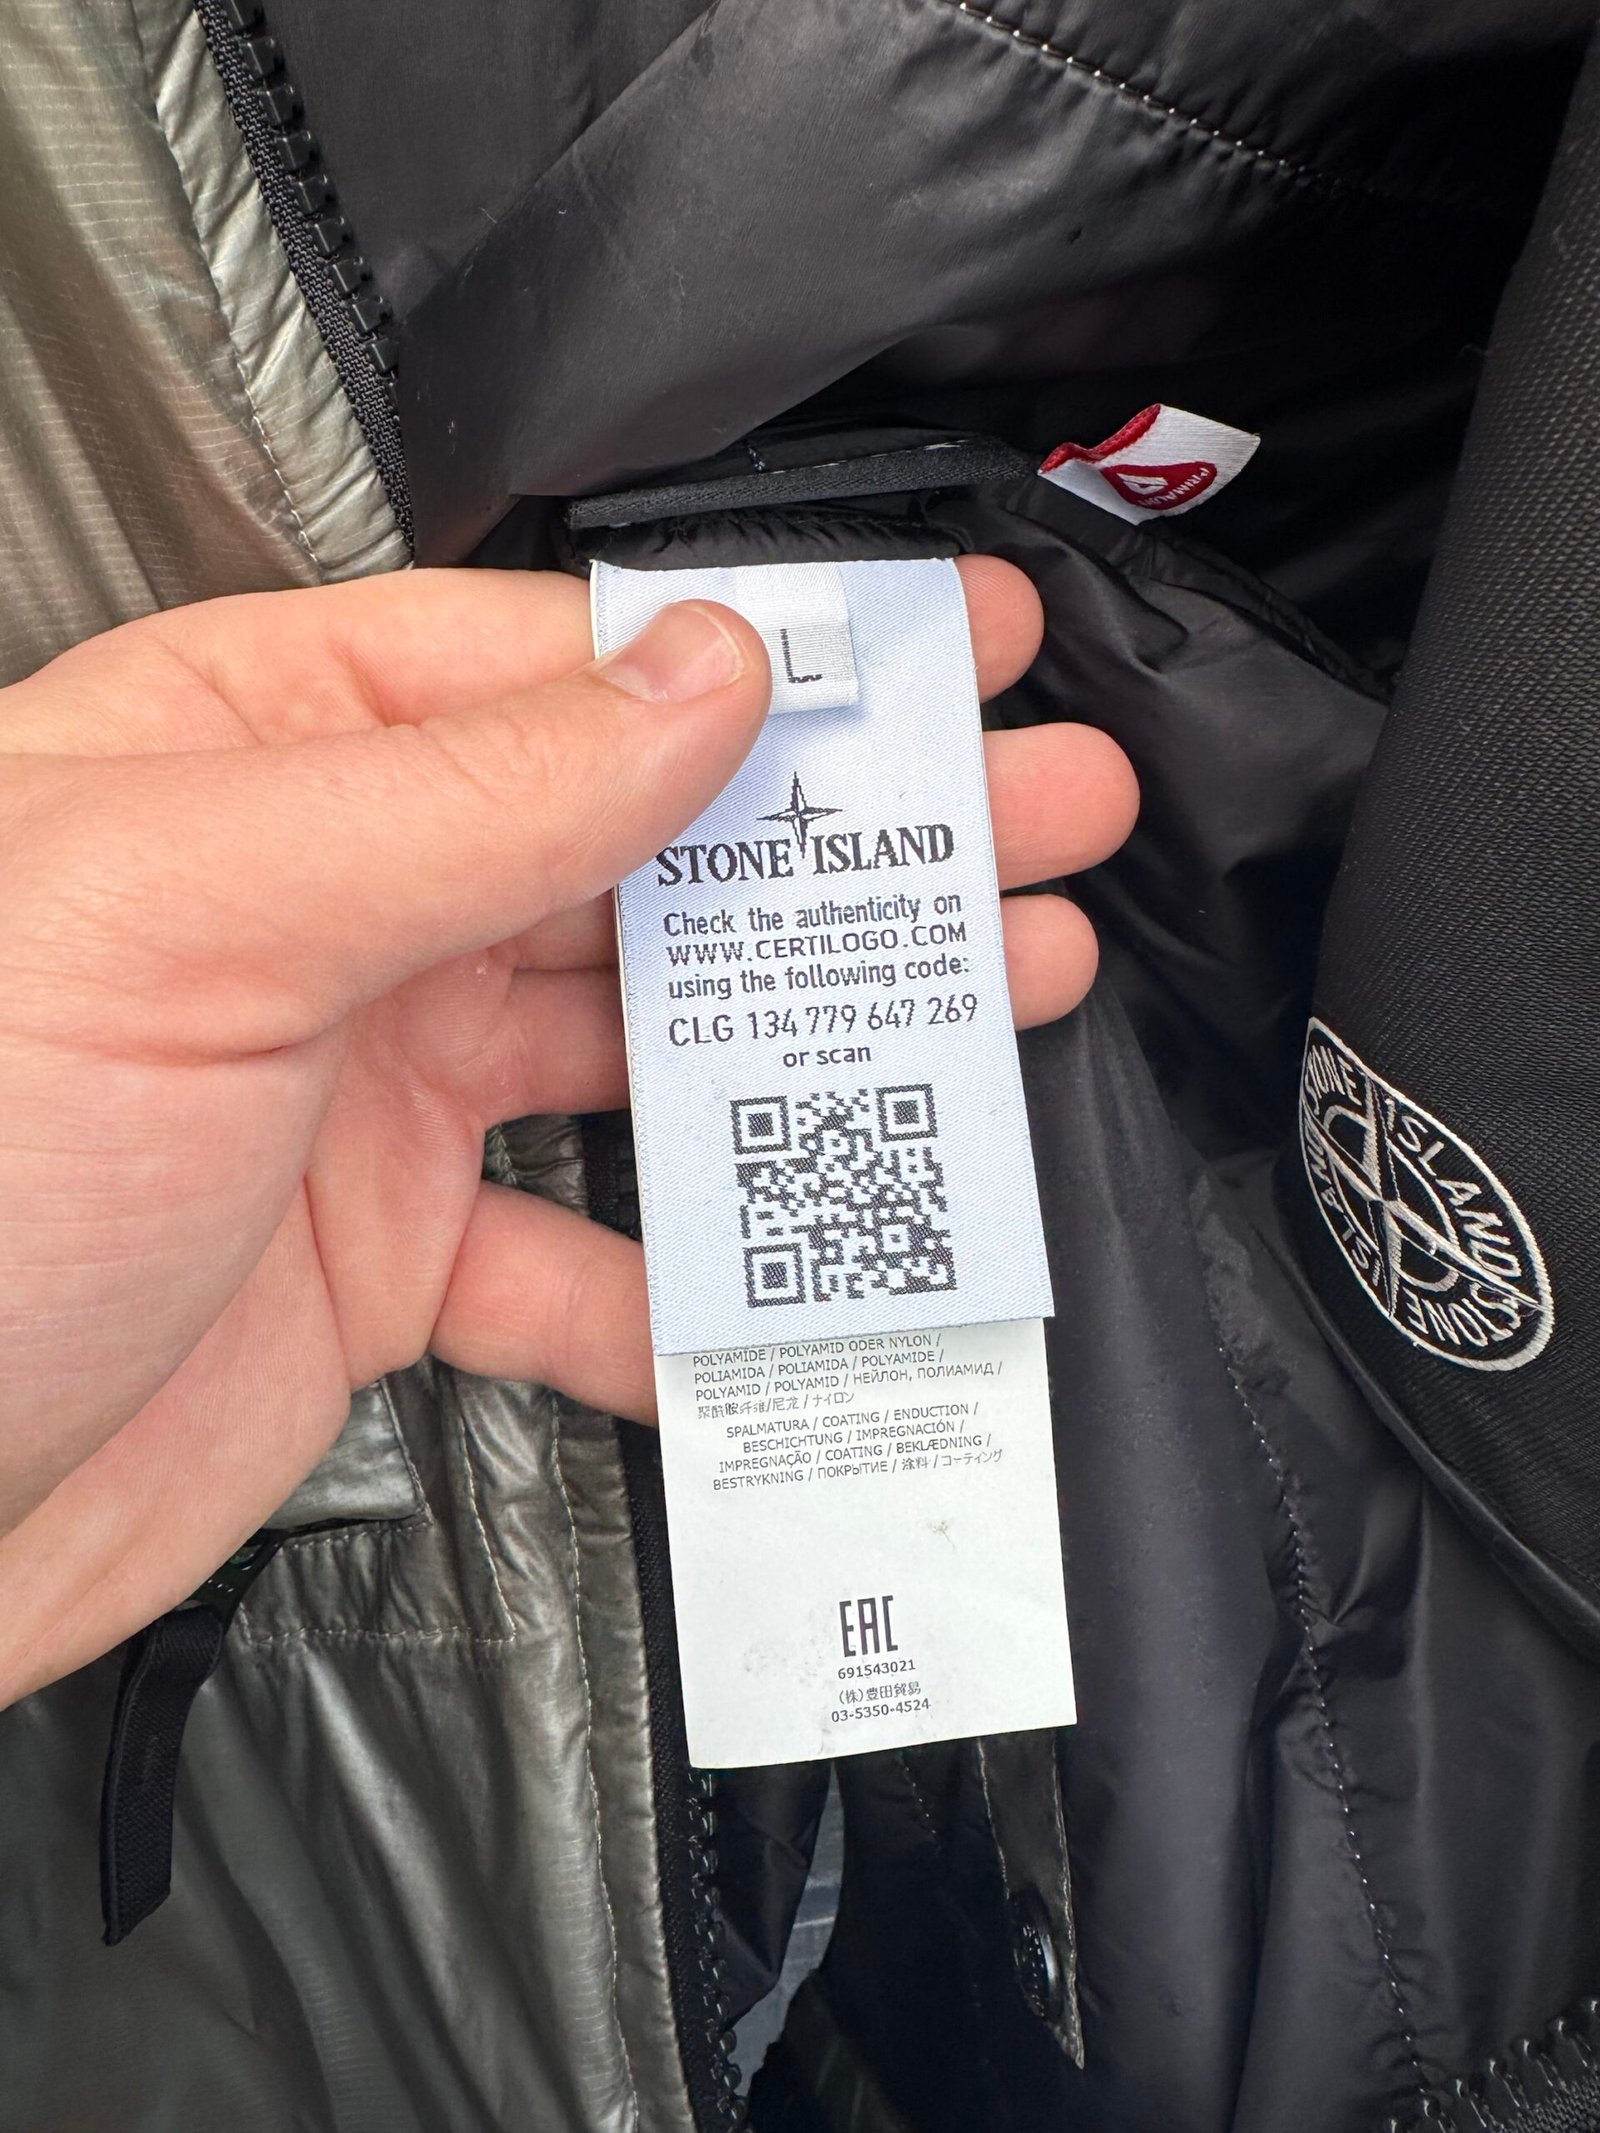 PRIMALOFT
L
STONE ISLAND
Check the authenticity on
WWW.CERTILOGO.COM
using the following code:
CLG 134 779 647 269
or scan
POLYAMIDE / POLYAMID ODER NYLON /
POLIAMIDA / POLIAMIDA / POLYAMIDE /
POLYAMID / POLYAMID / НЕЙЛОН, ПОЛИАМИД /
聚酰胺纤维/尼龙 / ナイロン
SPALMATURA / COATING / ENDUCTION /
BESCHICHTUNG / IMPREGNACIÓN /
IMPREGNAÇÃO / COATING / BEKLÆDNING /
BESTRYKNING / ПОКРЫТИЕ / 涂料 / コーティング
EAC
691543021
(株)豊田貿易
03-5350-4524
STONE ISLAND
STONE ISLAND